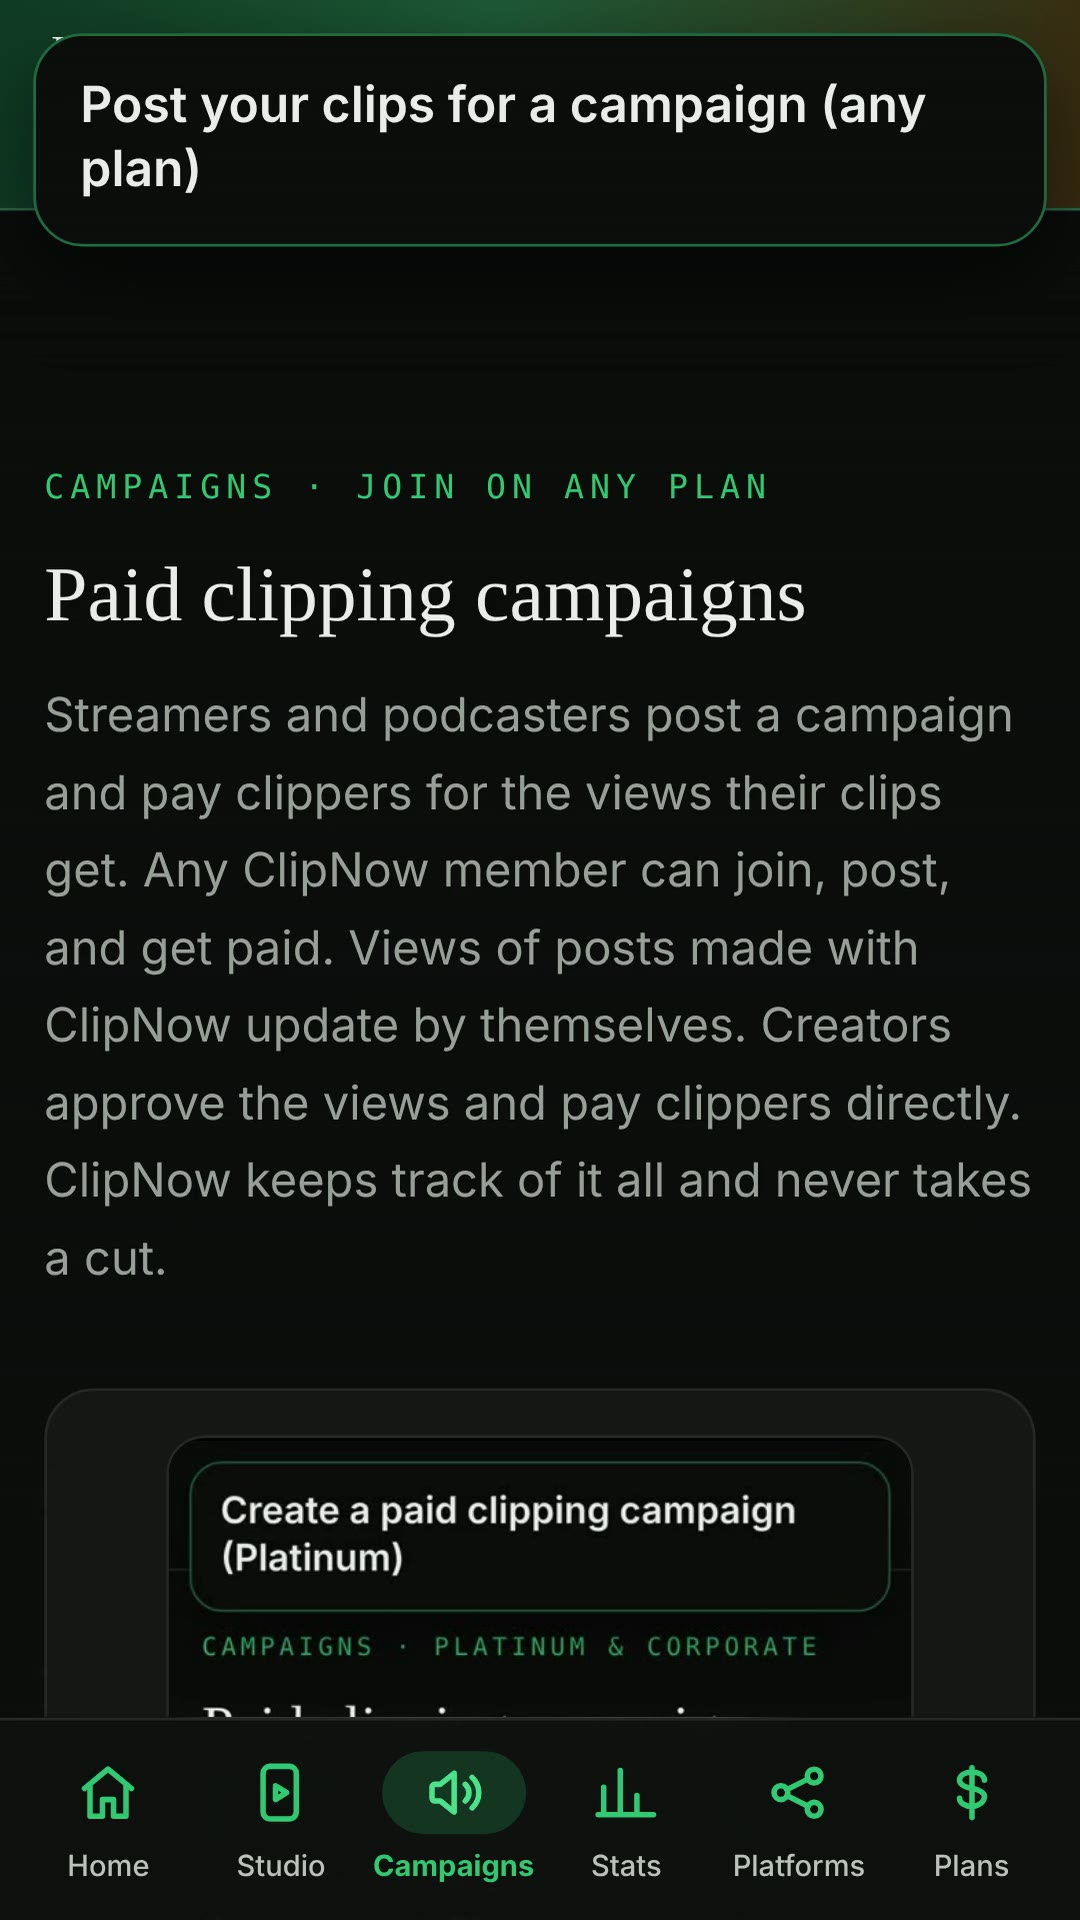 Post your clips for a campaign (any
plan)
CAMPAIGNS · JOIN ON ANY PLAN
Paid clipping campaigns
Streamers and podcasters post a campaign
and pay clippers for the views their clips
get. Any ClipNow member can join, post,
and get paid. Views of posts made with
ClipNow update by themselves. Creators
approve the views and pay clippers directly.
ClipNow keeps track of it all and never takes
a cut.
Create a paid clipping campaign
(Platinum)
CAMPAIGNS · PLATINUM & CORPORATE
Home
Studio
Campaigns
Stats
Platforms
Plans